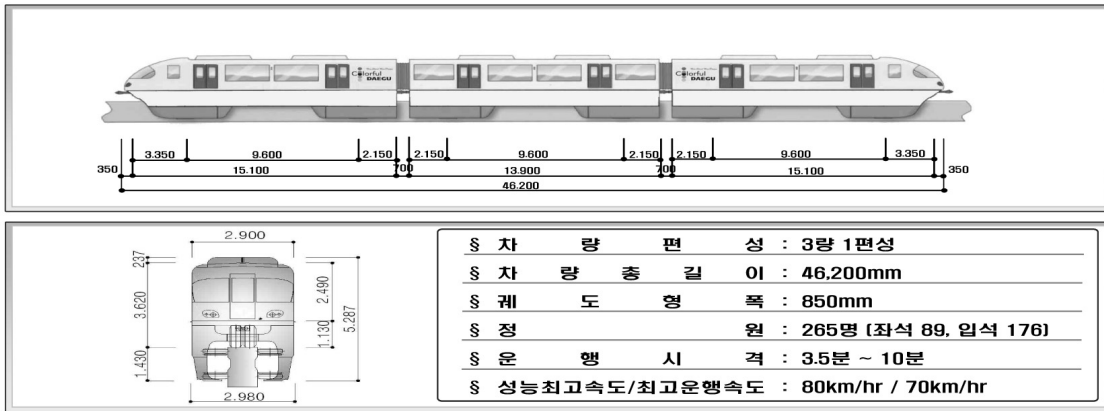 Colorful
DAEGU
Colorful
DAEGU
3.350 9.600 2.150 2.150 9.600 2.150 2.150 9.600 3.350
350 15.100 700 13.900 700 15.100 350
46.200
2.900
237
3.620
1.430
2.490
1.130
5.287
2.980
§ 차 량 편 성 : 3량 1편성
§ 차 량 총 길 이 : 46,200mm
§ 궤 도 형 폭 : 850mm
§ 정 원 : 265명 (좌석 89, 입석 176)
§ 운 행 시 격 : 3.5분 ~ 10분
§ 성능최고속도/최고운행속도 : 80km/hr / 70km/hr